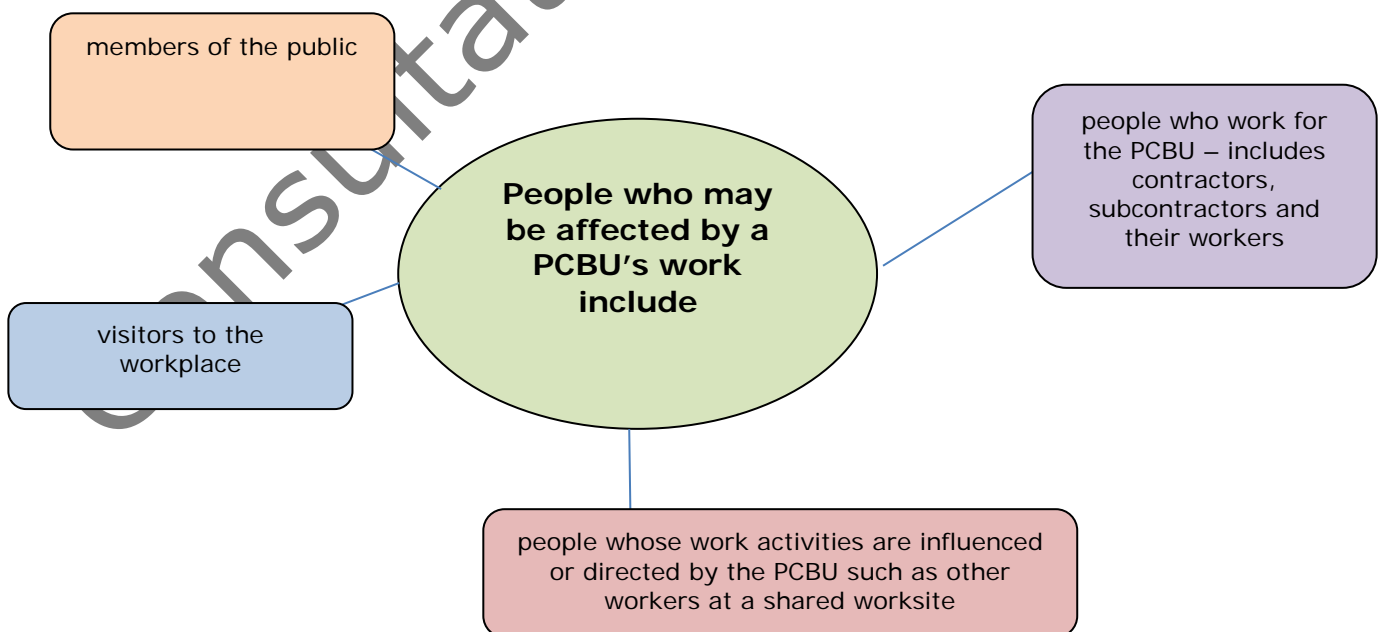 members of the public
People who may
be affected by a
PCBU's work
include
people who work for
the PCBU – includes
contractors,
subcontractors and
their workers
visitors to the
workplace
people whose work activities are influenced
or directed by the PCBU such as other
workers at a shared worksite